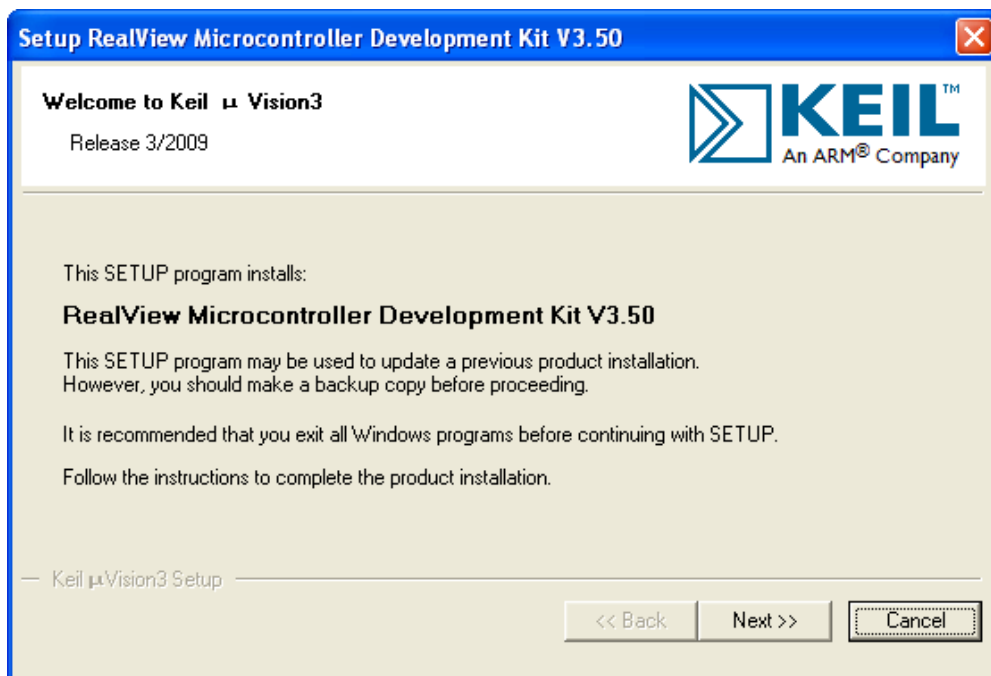 Setup RealView Microcontroller Development Kit V3.50
Welcome to Keil μ Vision3
Release 3/2009
KEIL™
An ARM® Company
This SETUP program installs:
RealView Microcontroller Development Kit V3.50
This SETUP program may be used to update a previous product installation.
However, you should make a backup copy before proceeding.
It is recommended that you exit all Windows programs before continuing with SETUP.
Follow the instructions to complete the product installation.
Keil μVision3 Setup
<< Back
Next >>
Cancel